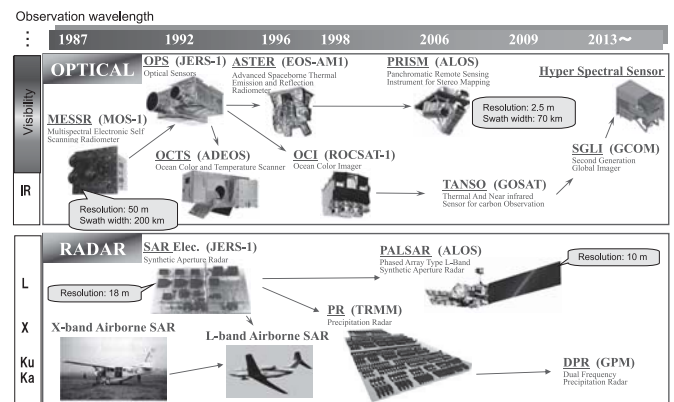 Observation wavelength
⋮ 1987 1992 1996 1998 2006 2009 2013〜
Visibility
IR
OPTICAL
OPS (JERS-1)
Optical Sensors
ASTER (EOS-AM1)
Advanced Spaceborne Thermal
Emission and Reflection
Radiometer
PRISM (ALOS)
Panchromatic Remote Sensing
Instrument for Stereo Mapping
Hyper Spectral Sensor
Resolution: 2.5 m
Swath width: 70 km
MESSR (MOS-1)
Multispectral Electronic Self
Scanning Radiometer
OCTS (ADEOS)
Ocean Color and Temperature Scanner
OCI (ROCSAT-1)
Ocean Color Imager
SGLI (GCOM)
Second Generation
Global Imager
TANSO (GOSAT)
Thermal And Near infrared
Sensor for carbon Observation
Resolution: 50 m
Swath width: 200 km
L
X
Ku
Ka
RADAR
SAR Elec. (JERS-1)
Synthetic Aperture Radar
PALSAR (ALOS)
Phased Array Type L-Band
Synthetic Aperture Radar
Resolution: 10 m
Resolution: 18 m
PR (TRMM)
Precipitation Radar
X-band Airborne SAR
L-band Airborne SAR
DPR (GPM)
Dual Frequency
Precipitation Radar